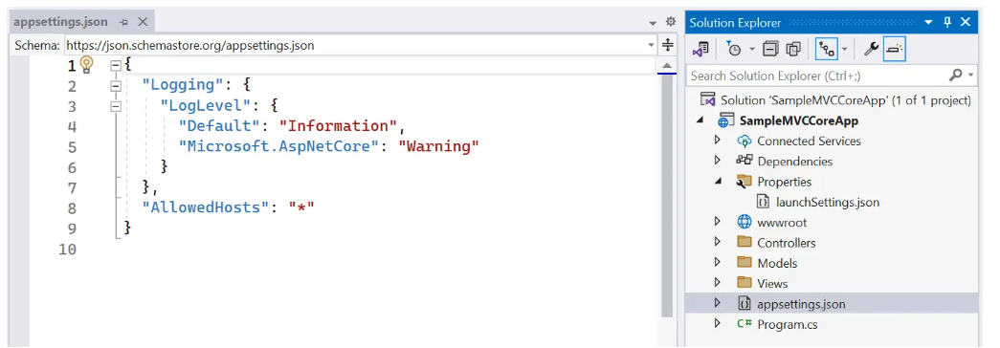 appsettings.json
Schema: https://json.schemastore.org/appsettings.json
1 {
2 "Logging": {
3 "LogLevel": {
4 "Default": "Information",
5 "Microsoft.AspNetCore": "Warning"
6 }
7 },
8 "AllowedHosts": "*"
9 }
10
Solution Explorer
Search Solution Explorer (Ctrl+;)
Solution 'SampleMVCCoreApp' (1 of 1 project)
SampleMVCCoreApp
Connected Services
Dependencies
Properties
launchSettings.json
wwwroot
Controllers
Models
Views
appsettings.json
C# Program.cs